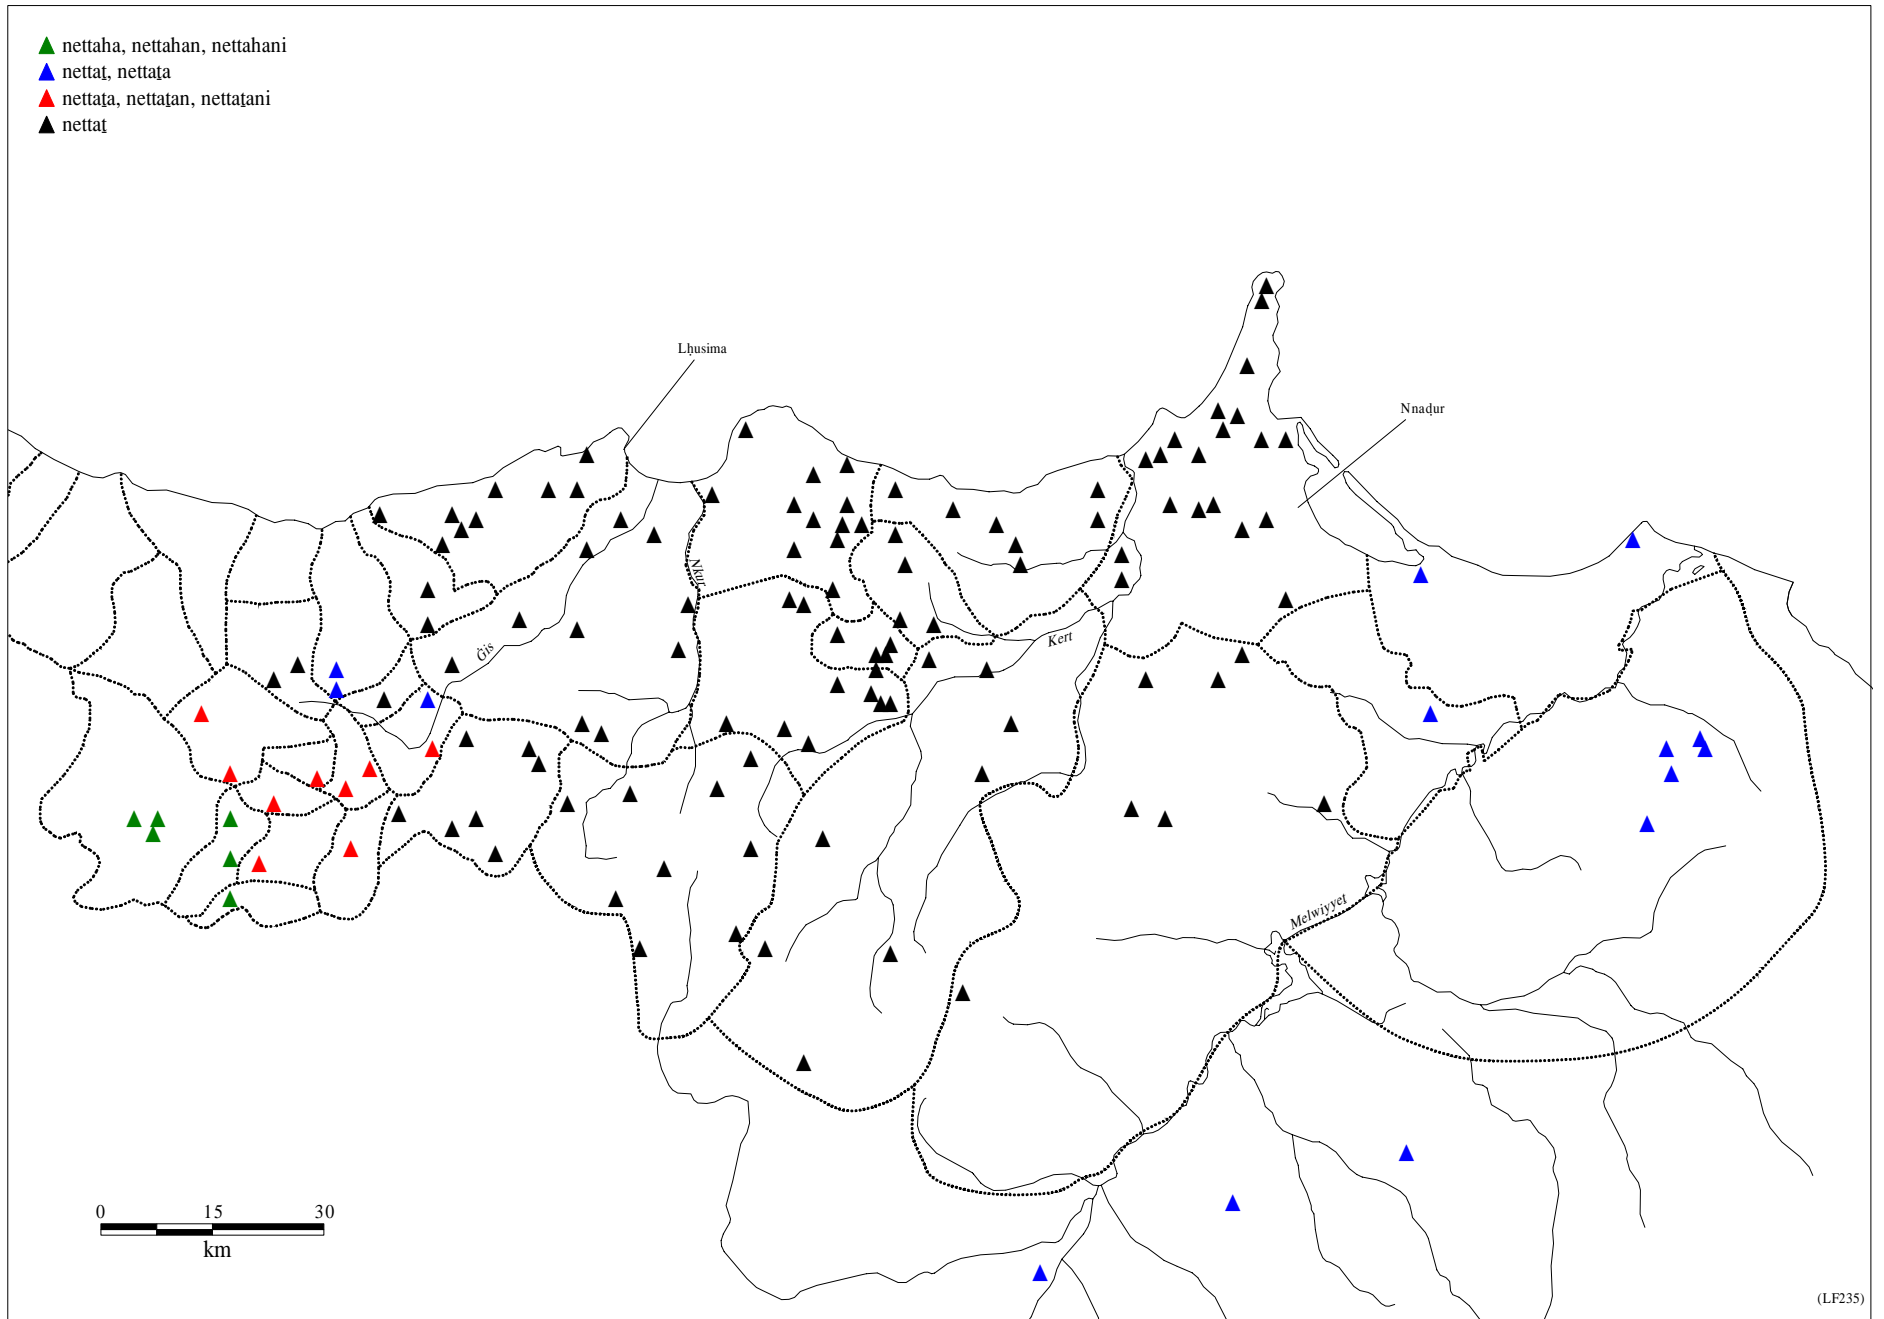 nettaha, nettahan, nettahani
nettaṯ, nettaṯa
nettaṯa, nettaṯan, nettaṯani
nettaṯ
Lḥusima
Nnaḍur
Nkur
Ġis
Kert
Melwiyyet
0 15 30
km
(LF235)